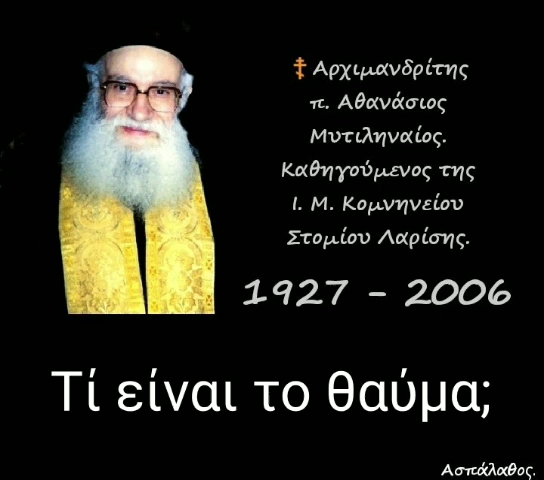 ☦ Αρχιμανδρίτης
π. Αθανάσιος
Μυτιληναίος.
Καθηγούμενος της
Ι. Μ. Κομνηνείου
Στομίου Λαρίσης.
1927 - 2006
Τί είναι το θαύμα;
Ασπάλαθος.